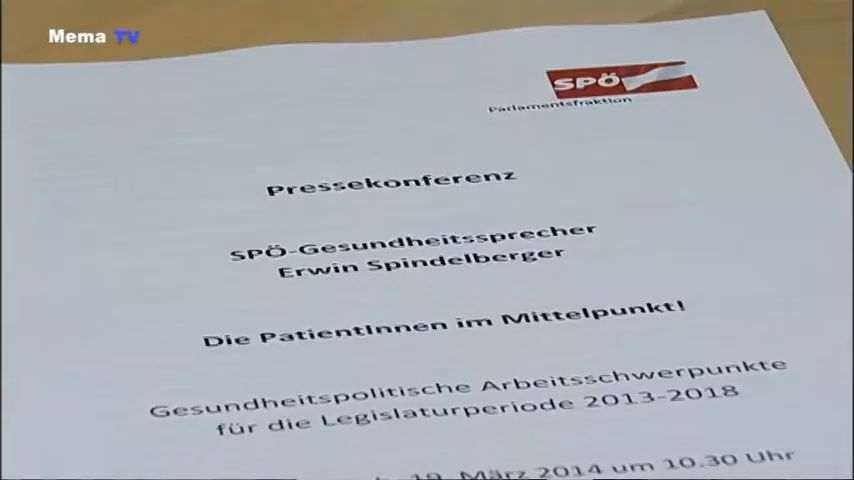 Mema TV
SPÖ
Parlamentsfraktion
Pressekonferenz
SPÖ-Gesundheitssprecher
Erwin Spindelberger
Die PatientInnen im Mittelpunkt!
Gesundheitspolitische Arbeitsschwerpunkte
für die Legislaturperiode 2013-2018
19. März 2014 um 10.30 Uhr